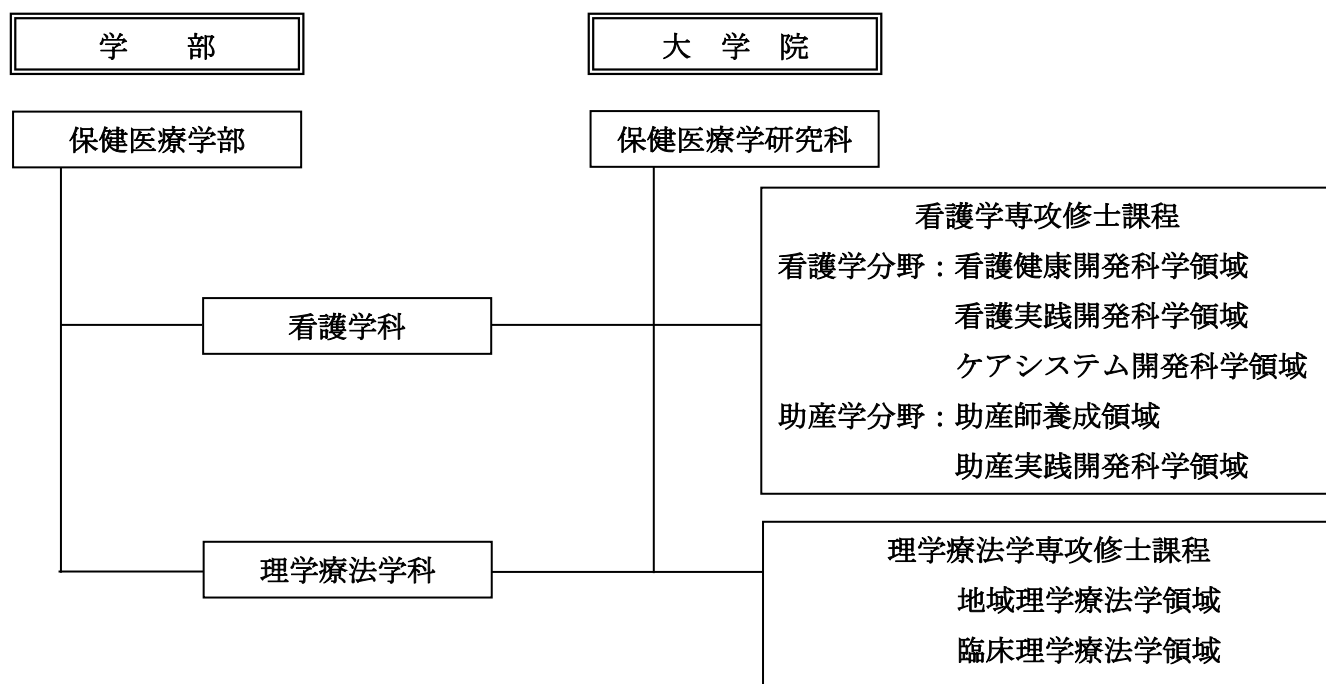 学　　部
大　学　院
保健医療学部
保健医療学研究科
看護学専攻修士課程
看護学分野：看護健康開発科学領域
看護実践開発科学領域
ケアシステム開発科学領域
助産学分野：助産師養成領域
助産実践開発科学領域
看護学科
理学療法学科
理学療法学専攻修士課程
地域理学療法学領域
臨床理学療法学領域